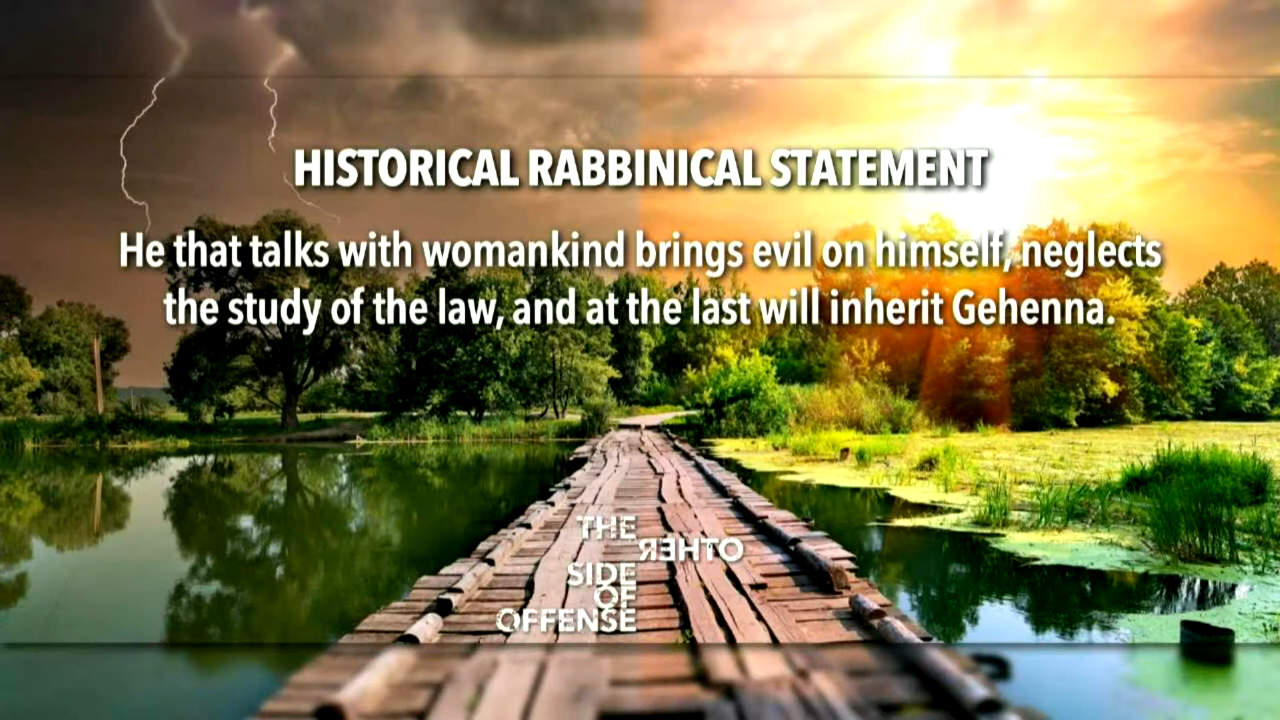 HISTORICAL RABBINICAL STATEMENT
He that talks with womankind brings evil on himself, neglects
the study of the law, and at the last will inherit Gehenna.
THE
OTHER
SIDE
OF
OFFENSE